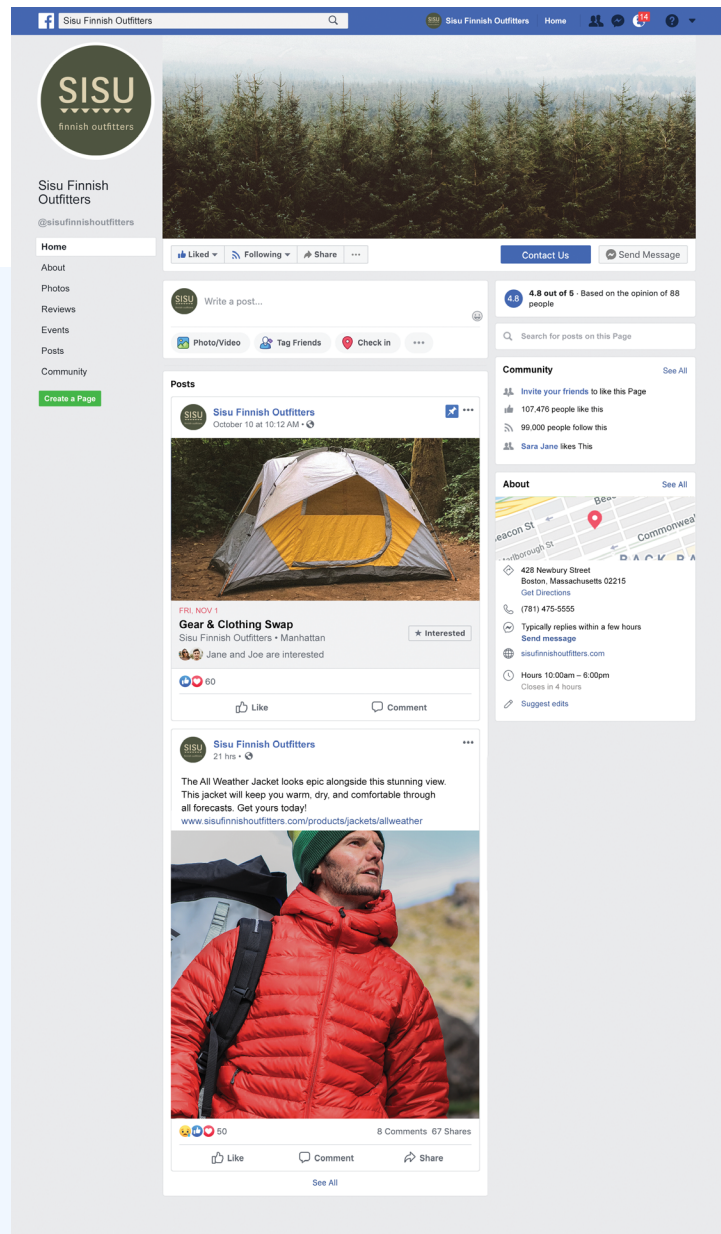 Sisu Finnish Outfitters
SISU Sisu Finnish Outfitters Home 14
SISU
finnish outfitters
Sisu Finnish
Outfitters
@sisufinnishoutfitters
Home
About
Photos
Reviews
Events
Posts
Community
Create a Page
Liked Following Share ...
Contact Us Send Message
SISU Write a post...
Photo/Video Tag Friends Check in ...
Posts
SISU Sisu Finnish Outfitters
October 10 at 10:12 AM •
FRI, NOV 1
Gear & Clothing Swap
Sisu Finnish Outfitters • Manhattan
Interested
Jane and Joe are interested
60
Like Comment
SISU Sisu Finnish Outfitters
21 hrs •
The All Weather Jacket looks epic alongside this stunning view.
This jacket will keep you warm, dry, and comfortable through
all forecasts. Get yours today!
www.sisufinnishoutfitters.com/products/jackets/allweather
50 8 Comments 67 Shares
Like Comment Share
See All
4.8 4.8 out of 5 · Based on the opinion of 88
people
Search for posts on this Page
Community See All
Invite your friends to like this Page
107,476 people like this
99,000 people follow this
Sara Jane likes This
About See All
eacon St
Commonwea
arlborough St
BACK BA
428 Newbury Street
Boston, Massachusetts 02215
Get Directions
(781) 475-5555
Typically replies within a few hours
Send message
sisufinnishoutfitters.com
Hours 10:00am – 6:00pm
Closes in 4 hours
Suggest edits